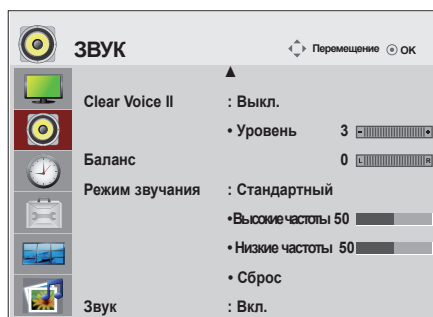 ЗВУК Перемещение OK
Clear Voice II : Выкл.
• Уровень 3 - +
Баланс 0 L R
Режим звучания : Стандартный
•Высокие частоты 50
•Низкие частоты 50
• Сброс
Звук : Вкл.